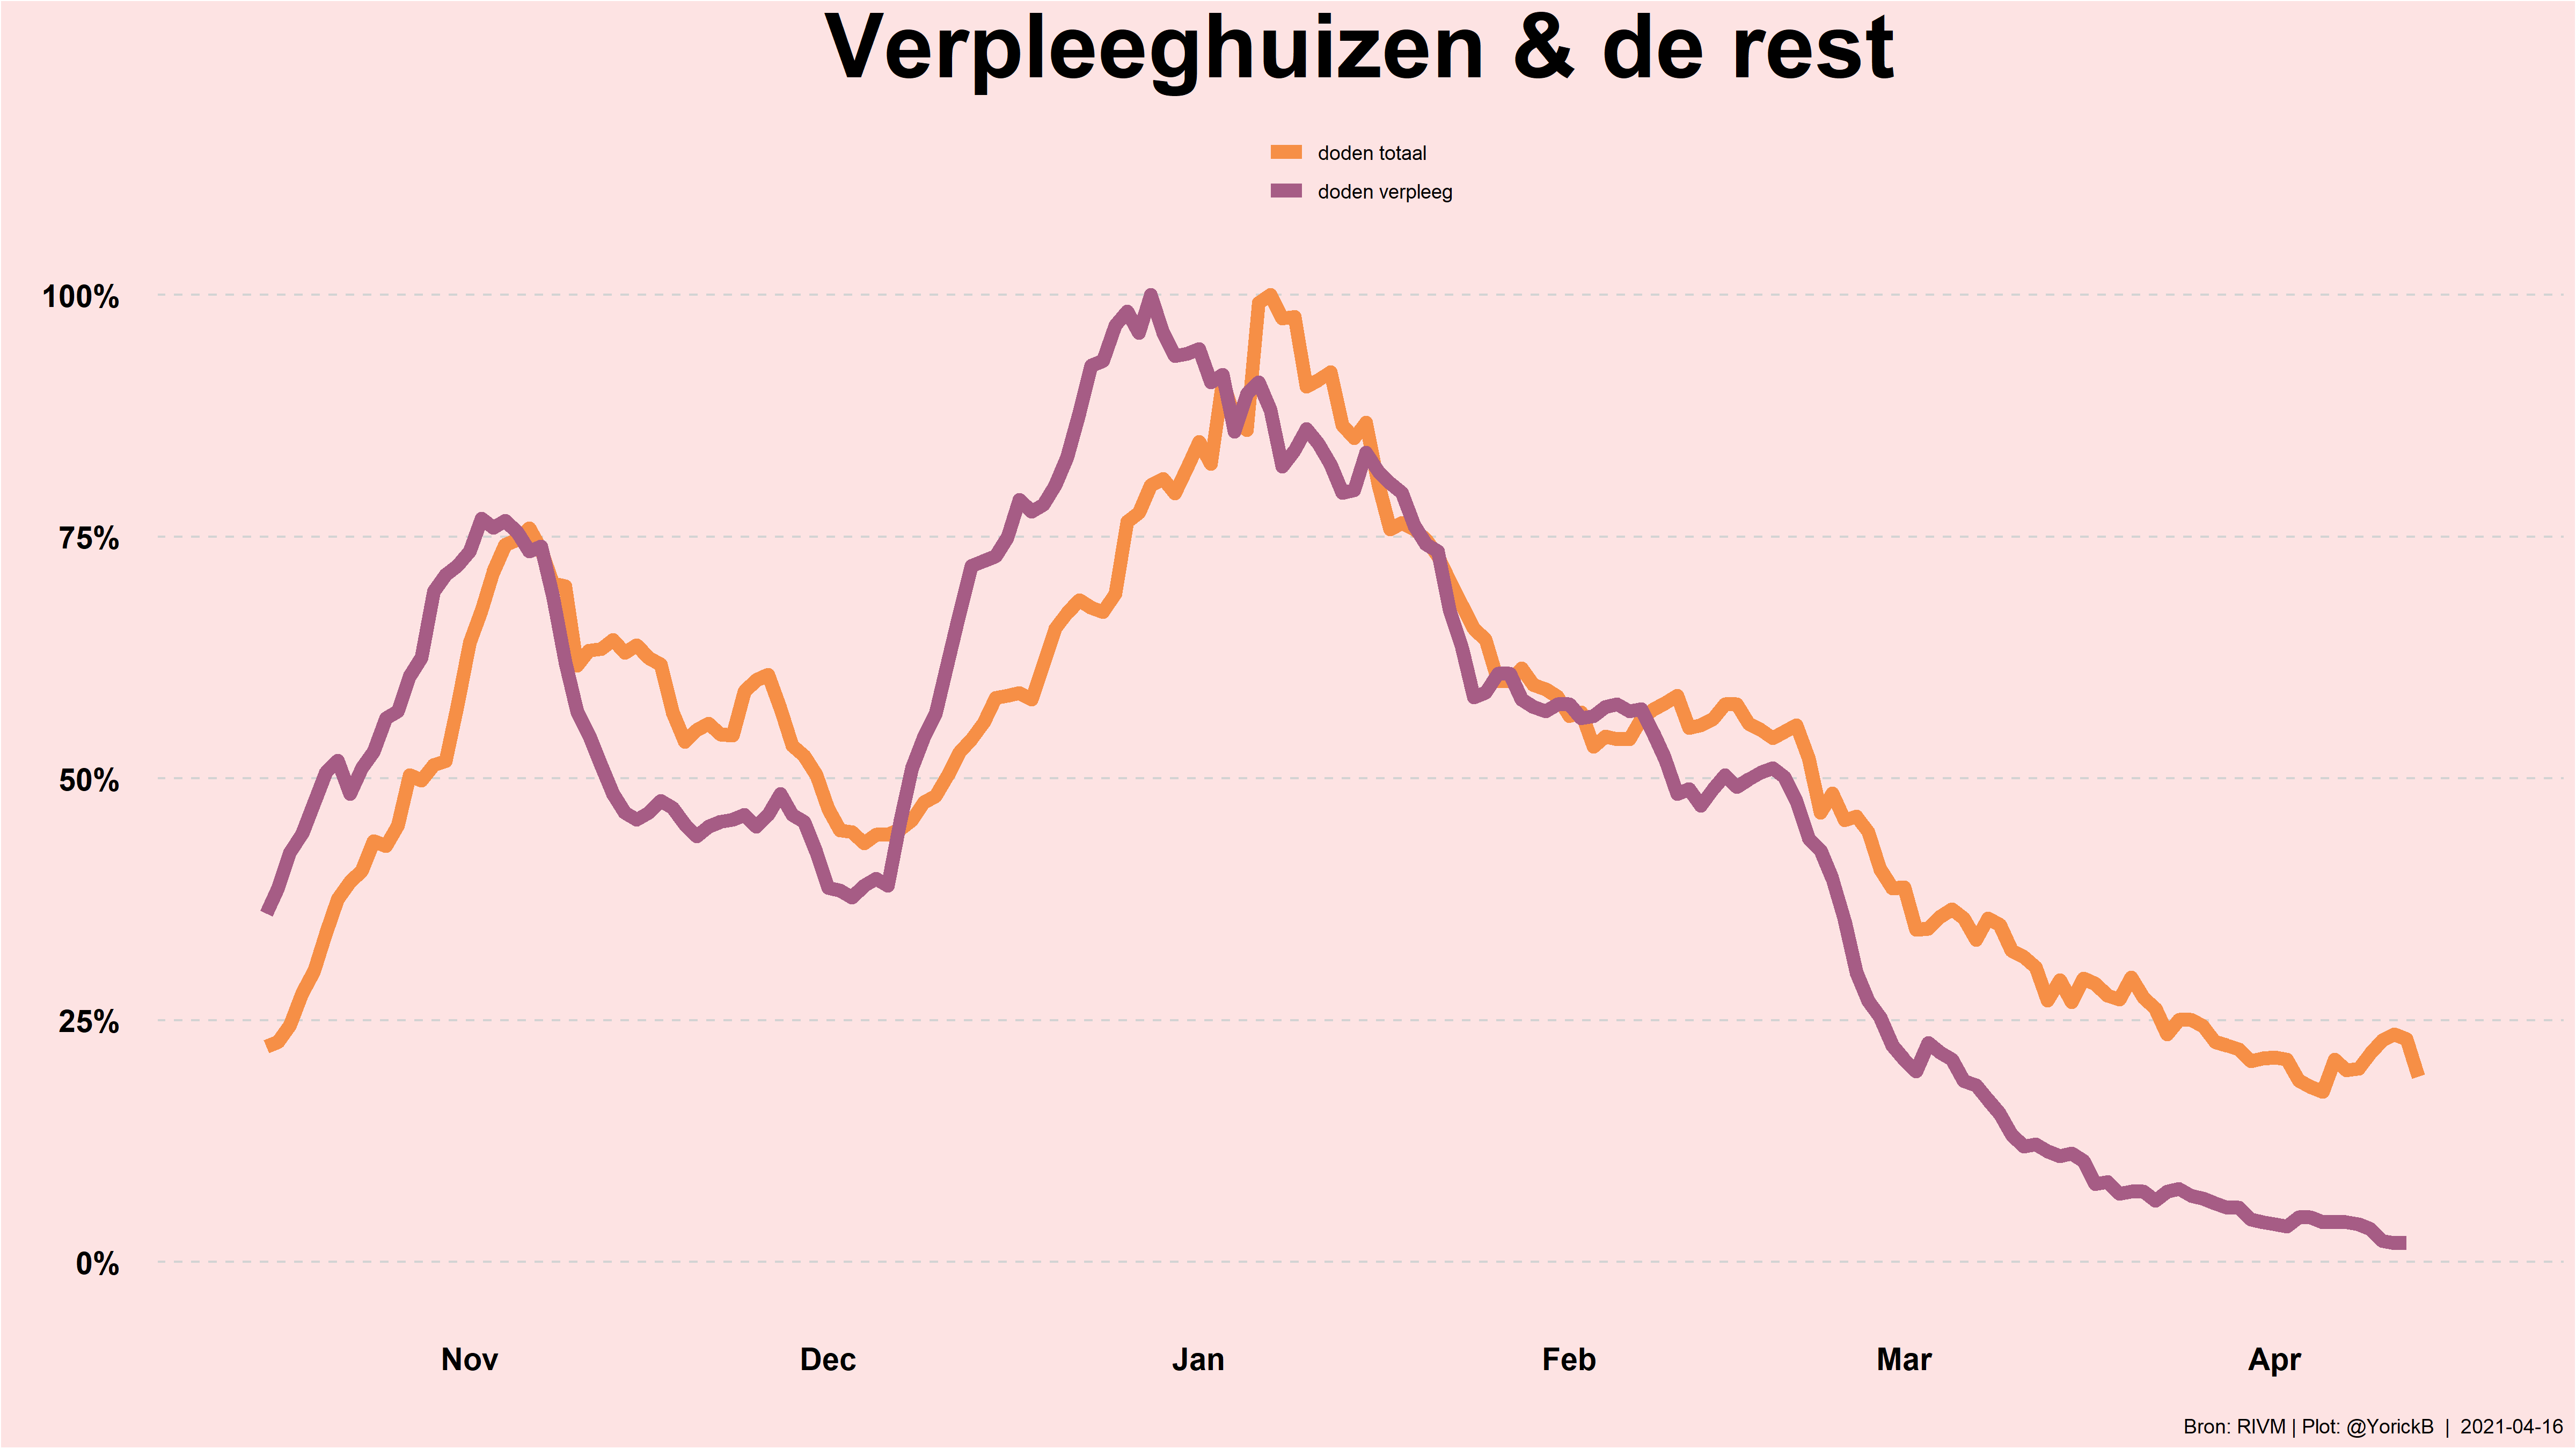 Verpleeghuizen & de rest
doden totaal
doden verpleeg
100%
75%
50%
25%
0%
Nov Dec Jan Feb Mar Apr
Bron: RIVM | Plot: @YorickB | 2021-04-16